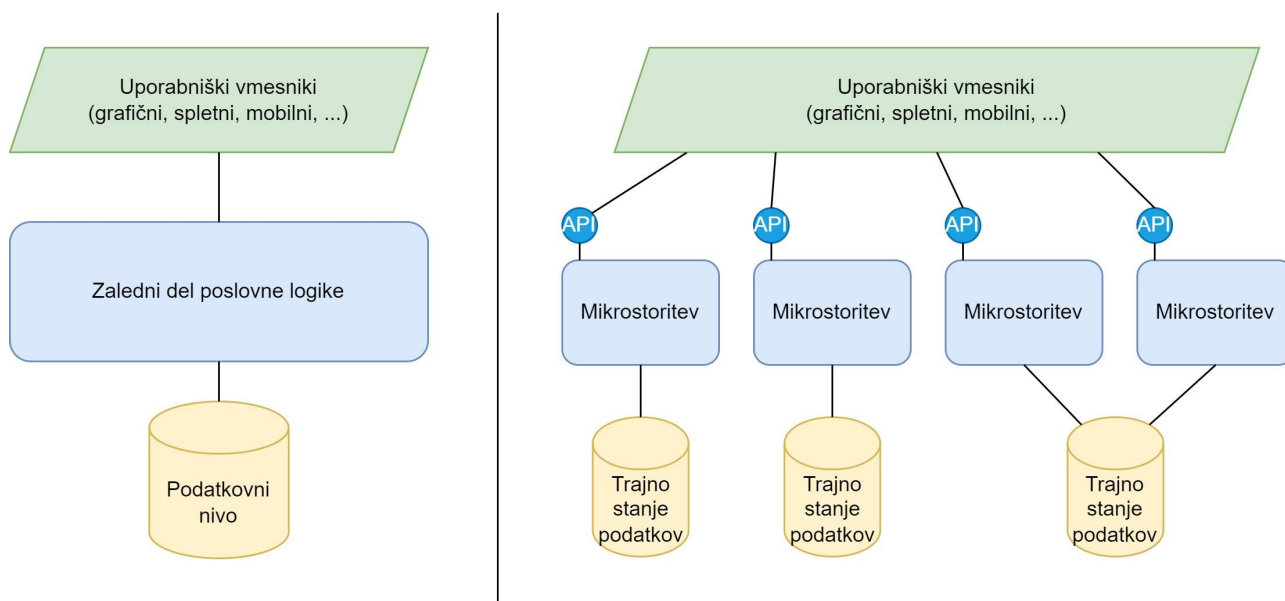 Uporabniški vmesniki
(grafični, spletni, mobilni, ...)
Zaledni del poslovne logike
Podatkovni
nivo
Uporabniški vmesniki
(grafični, spletni, mobilni, ...)
API
API
API
API
Mikrostoritev
Mikrostoritev
Mikrostoritev
Mikrostoritev
Trajno
stanje
podatkov
Trajno
stanje
podatkov
Trajno
stanje
podatkov